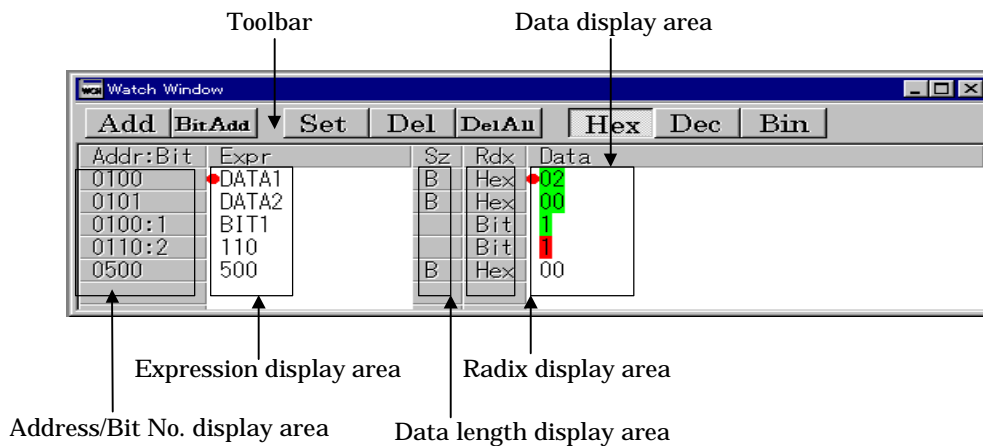 Toolbar Data display area
WCH Watch Window
Add BitAdd Set Del DelAll Hex Dec Bin
Addr:Bit Expr Sz Rdx Data
0100 DATA1 B Hex 02
0101 DATA2 B Hex 00
0100:1 BIT1 Bit 1
0110:2 110 Bit 1
0500 500 B Hex 00
Expression display area Radix display area
Address/Bit No. display area Data length display area